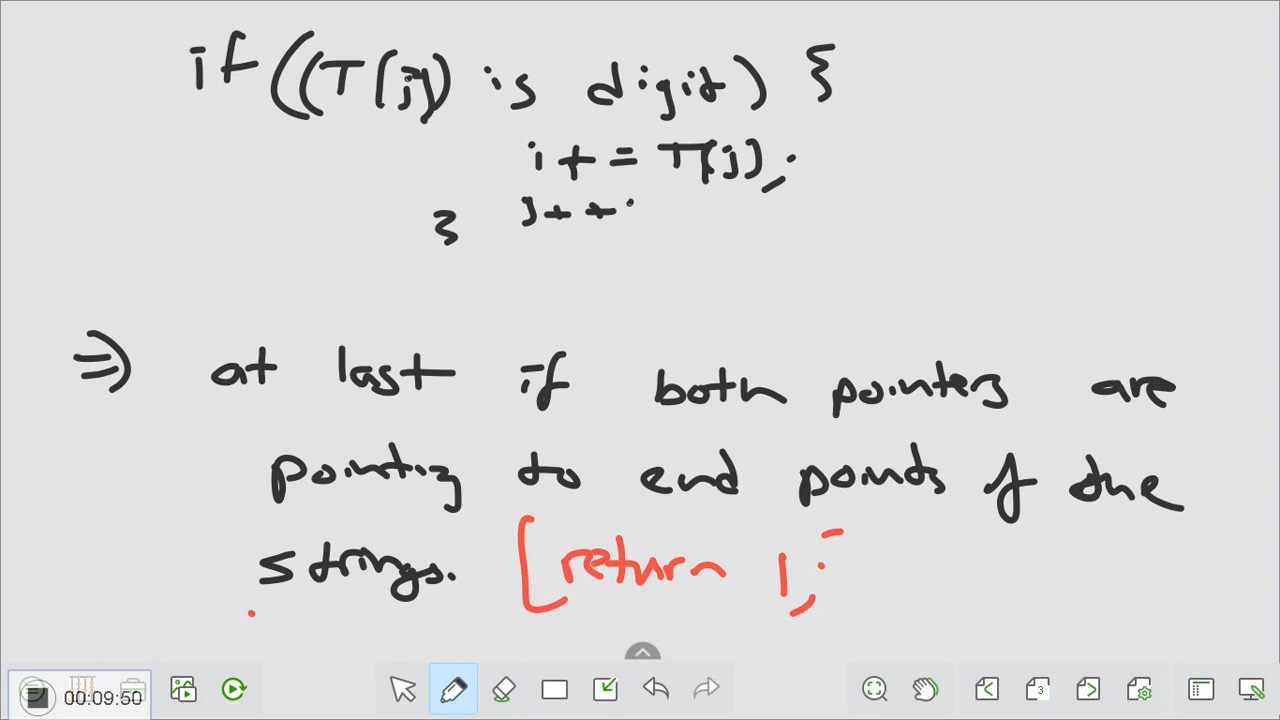 if((T[j]) is digit) {
i += T[j];
} j++;
⇒ at last if both pointers are
pointing to end points of the
strings. [return 1;
00:09:50
3